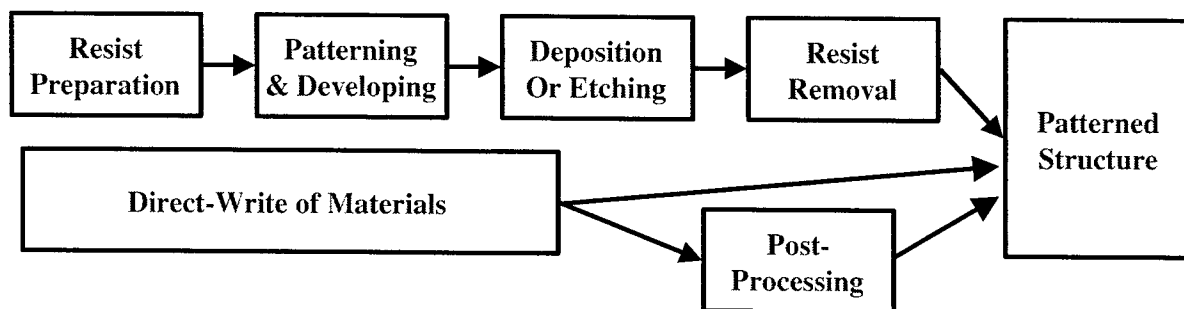 Resist
Preparation
Patterning
& Developing
Deposition
Or Etching
Resist
Removal
Patterned
Structure
Direct-Write of Materials
Post-
Processing